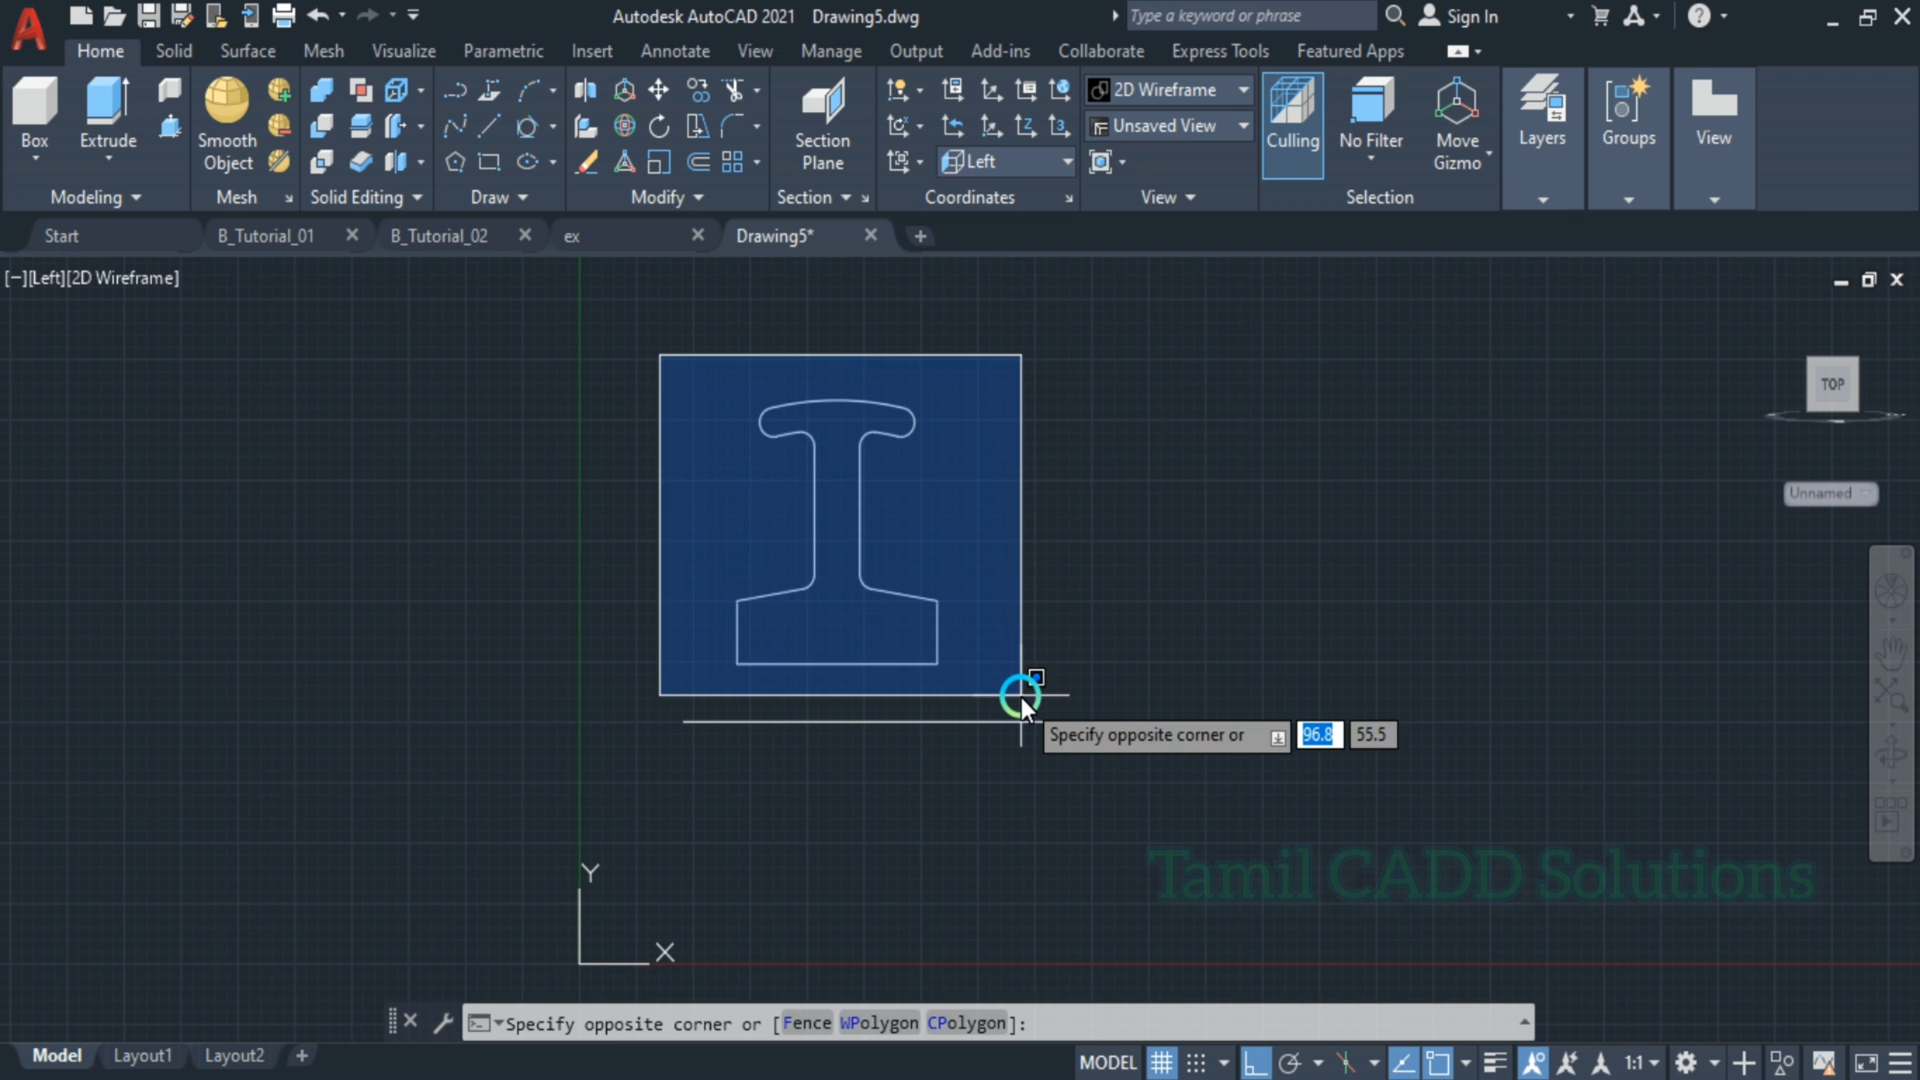 Autodesk AutoCAD 2021 Drawing5.dwg
Type a keyword or phrase
Sign In
Home Solid Surface Mesh Visualize Parametric Insert Annotate View Manage Output Add-ins Collaborate Express Tools Featured Apps
2D Wireframe
Unsaved View
Left
Box
Extrude
Smooth
Object
Section
Plane
Culling
No Filter
Move
Gizmo
Layers
Groups
View
Modeling Mesh Solid Editing Draw Modify Section Coordinates View Selection
Start B_Tutorial_01 B_Tutorial_02 ex Drawing5*
[−][Left][2D Wireframe]
TOP
Unnamed
Specify opposite corner or 96.8 55.5
Tamil CADD Solutions
Y
X
Specify opposite corner or [Fence WPolygon CPolygon]:
Model Layout1 Layout2 +
MODEL 1:1